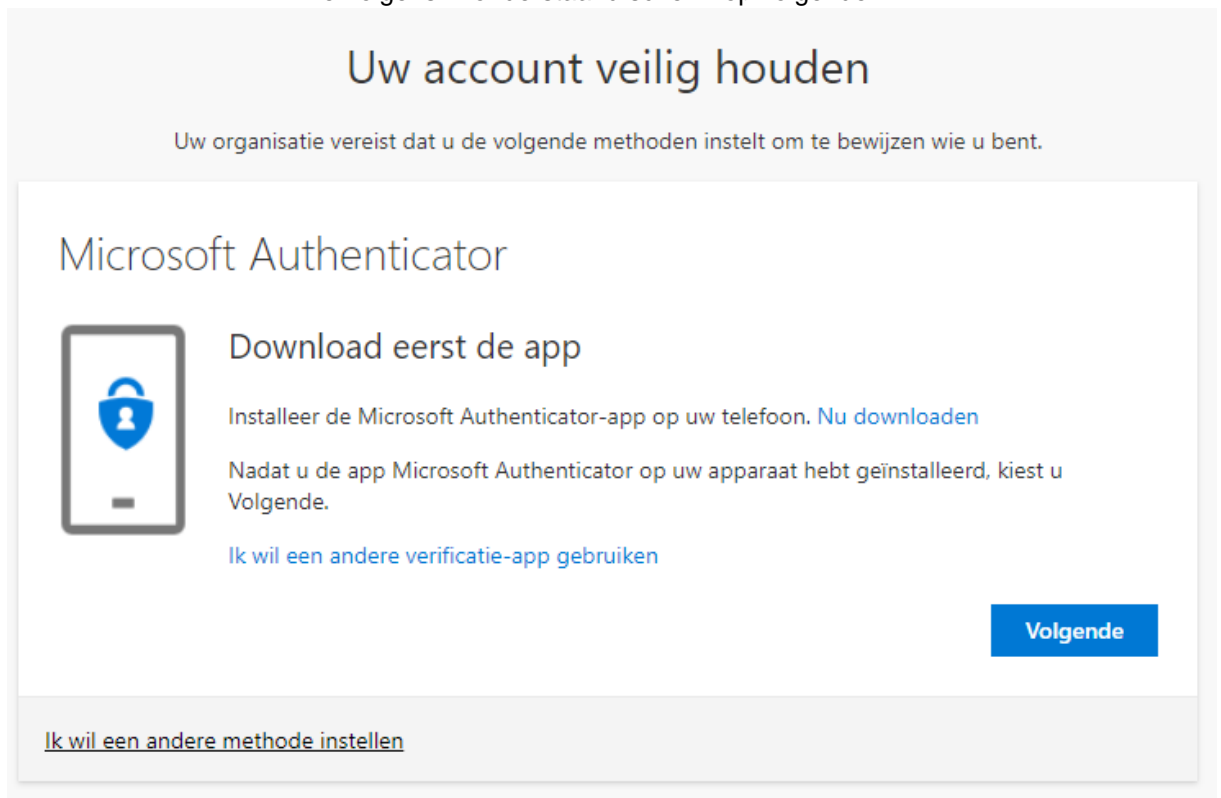 Uw account veilig houden
Uw organisatie vereist dat u de volgende methoden instelt om te bewijzen wie u bent.
Microsoft Authenticator
Download eerst de app
Installeer de Microsoft Authenticator-app op uw telefoon. Nu downloaden
Nadat u de app Microsoft Authenticator op uw apparaat hebt geïnstalleerd, kiest u
Volgende.
Ik wil een andere verificatie-app gebruiken
Volgende
Ik wil een andere methode instellen